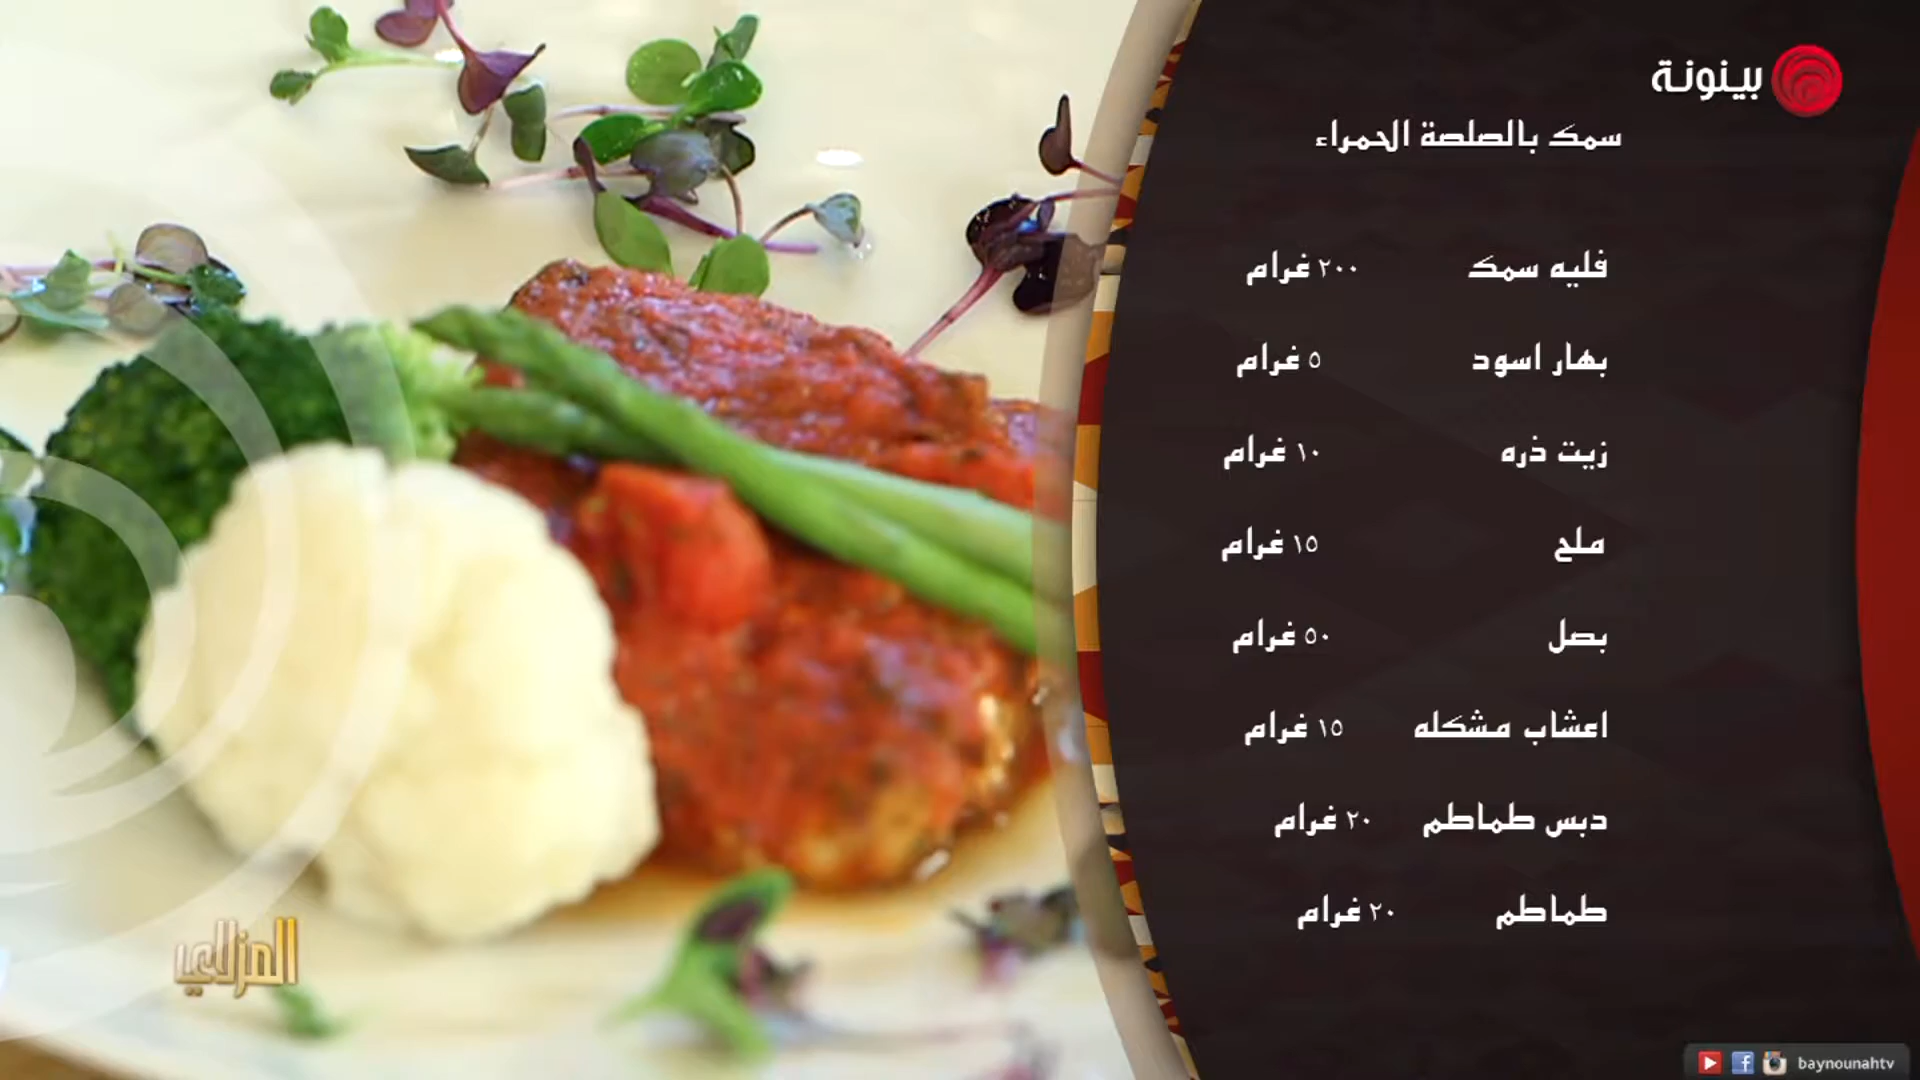 بينونة
سمك بالصلصة الحمراء
فليه سمك ٢٠٠ غرام
بهار اسود ٥ غرام
زيت ذره ١٠ غرام
ملح ١٥ غرام
بصل ٥٠ غرام
اعشاب مشكله ١٥ غرام
دبس طماطم ٢٠ غرام
طماطم ٢٠ غرام
baynounahtv